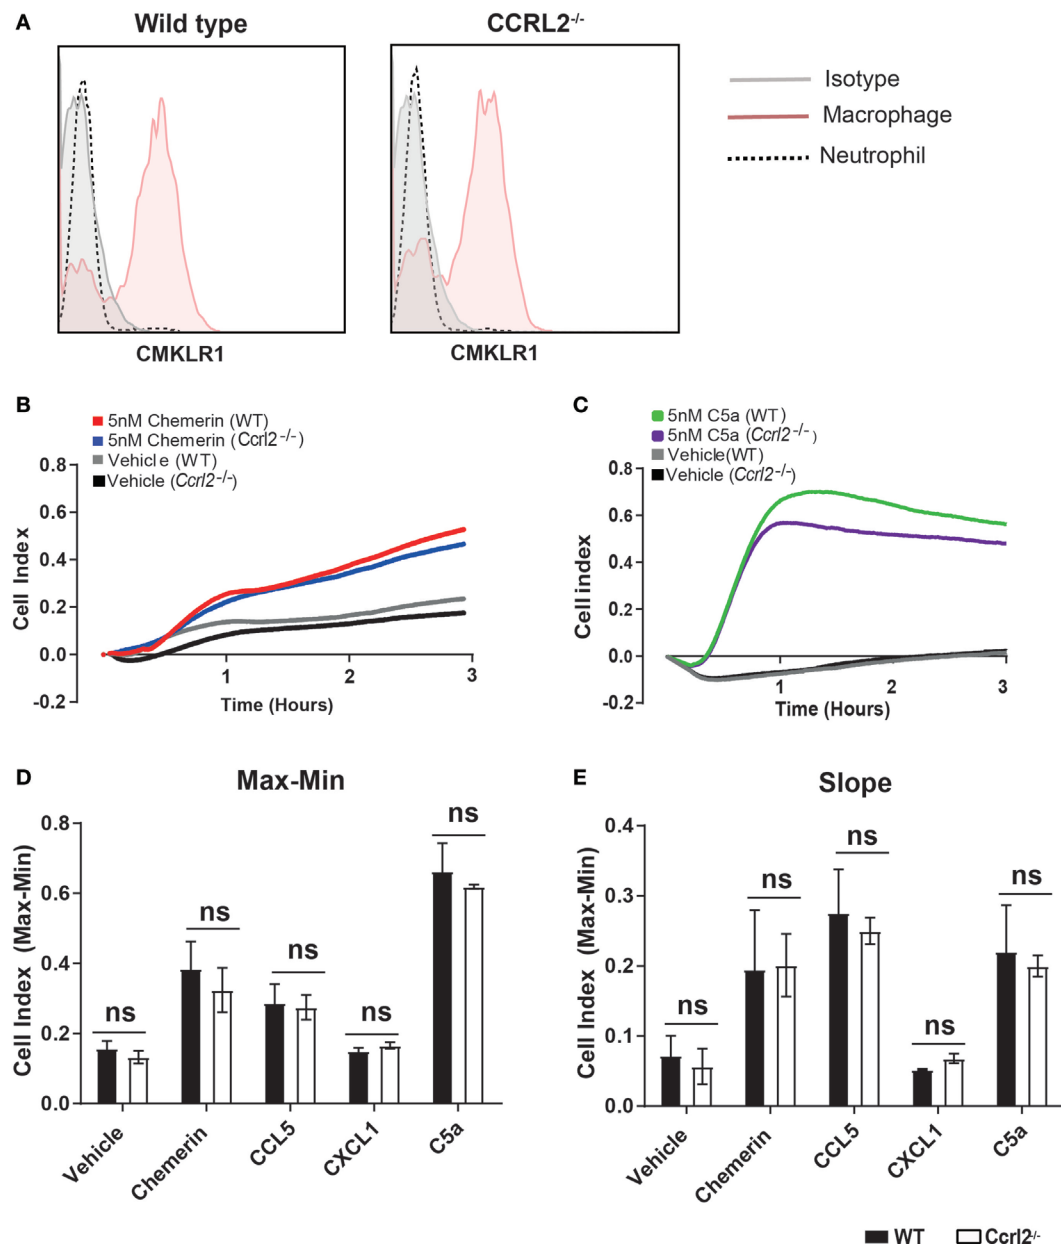 A
Wild type
CCRL2-/-
Isotype
Macrophage
Neutrophil
CMKLR1
CMKLR1
B
5nM Chemerin (WT)
5nM Chemerin (Ccrl2-/-)
Vehicle (WT)
Vehicle (Ccrl2-/-)
0.8
0.6
0.4
0.2
0.0
-0.2
Cell Index
1
2
3
Time (Hours)
C
5nM C5a (WT)
5nM C5a (Ccrl2-/-)
Vehicle(WT)
Vehicle (Ccrl2-/-)
0.8
0.6
0.4
0.2
0.0
-0.2
Cell index
1
2
3
Time (Hours)
D
Max-Min
0.8
0.6
0.4
0.2
0.0
Cell Index (Max-Min)
ns
ns
ns
ns
ns
Vehicle
Chemerin
CCL5
CXCL1
C5a
E
Slope
0.4
0.3
0.2
0.1
0.0
Cell Index (Max-Min)
ns
ns
ns
ns
ns
Vehicle
Chemerin
CCL5
CXCL1
C5a
WT
Ccrl2-/-